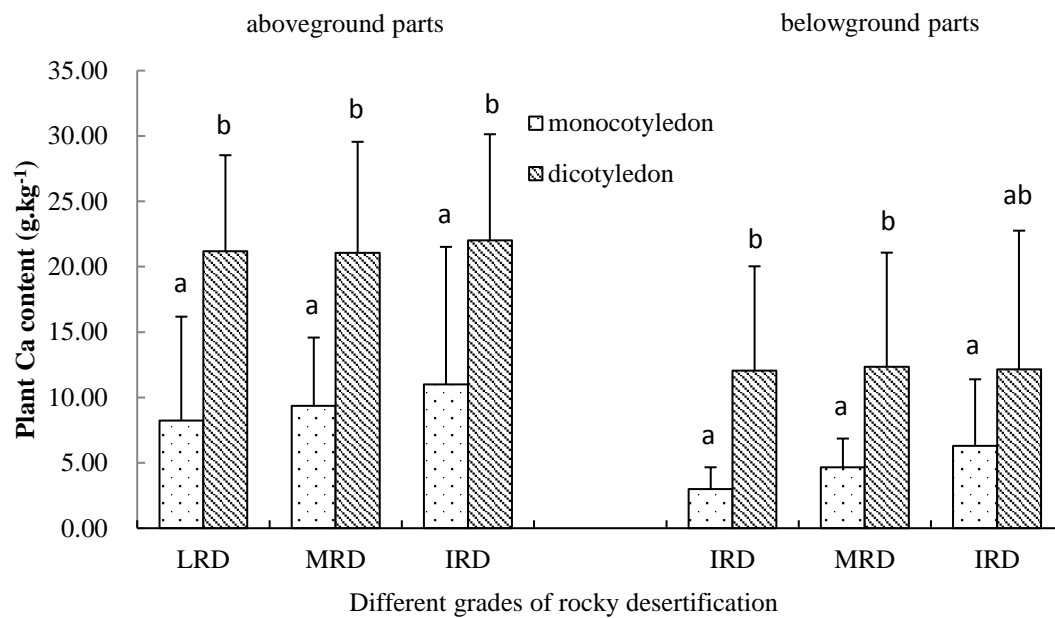 aboveground parts
belowground parts
Plant Ca content (g.kg-1)
35.00
30.00
25.00
20.00
15.00
10.00
5.00
0.00
monocotyledon
dicotyledon
a
b
a
b
a
b
a
b
a
b
a
ab
LRD
MRD
IRD
IRD
MRD
IRD
Different grades of rocky desertification